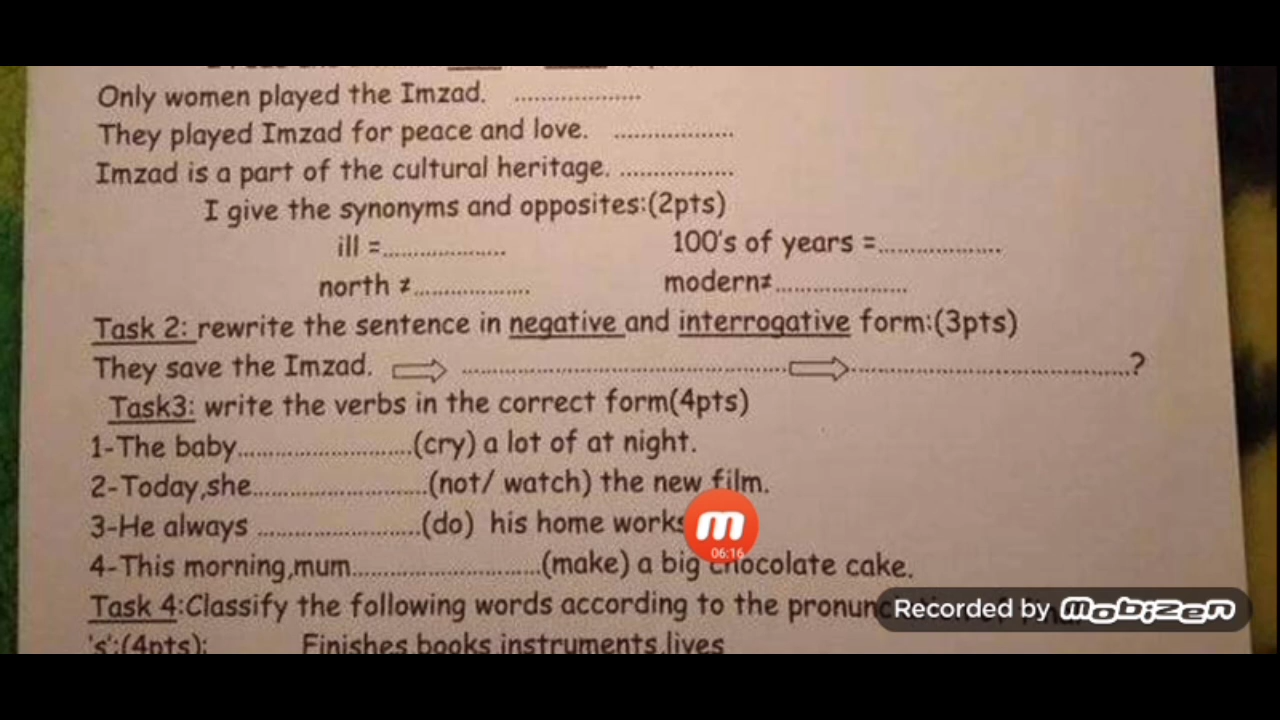 Only women played the Imzad. ...................
They played Imzad for peace and love. ..................
Imzad is a part of the cultural heritage. .................
I give the synonyms and opposites:(2pts)
ill =................... 100's of years =..................
north ≠................. modern≠....................
Task 2: rewrite the sentence in negative and interrogative form:(3pts)
They save the Imzad. ⇨ .................................................⇨..........................................?
Task3: write the verbs in the correct form(4pts)
1-The baby..........................(cry) a lot of at night.
2-Today,she..........................(not/ watch) the new film.
3-He always ........................(do) his home works
4-This morning,mum............................(make) a big chocolate cake.
Task 4:Classify the following words according to the
's':(4pts): Finishes,books,instruments,lives
m
06:16
Recorded by mobizen